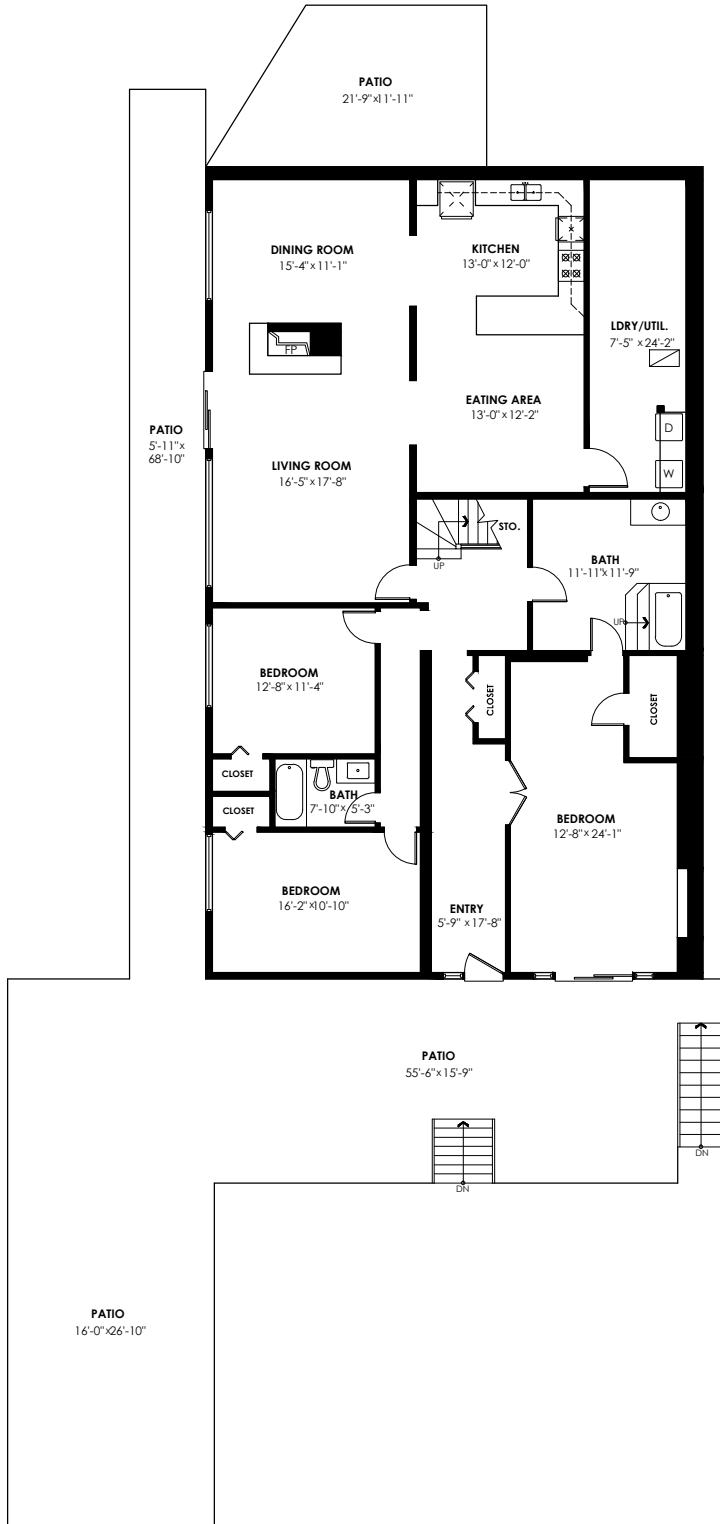 PATIO
21'-9"x11'-11"
DINING ROOM
15'-4" x 11'-1"
KITCHEN
13'-0" x 12'-0"
LDRY/UTIL.
7'-5" x 24'-2"
FP
EATING AREA
13'-0" x 12'-2"
PATIO
5'-11" x
68'-10"
D
LIVING ROOM
16'-5" x 17'-8"
W
STO.
UP
BATH
11'-11" x 11'-9"
UP
BEDROOM
12'-8" x 11'-4"
CLOSET
CLOSET
CLOSET
BATH
7'-10" x 5'-3"
CLOSET
BEDROOM
12'-8" x 24'-1"
BEDROOM
16'-2" x10'-10"
ENTRY
5'-9" x 17'-8"
PATIO
55'-6" x 15'-9"
DN
DN
PATIO
16'-0" x26'-10"